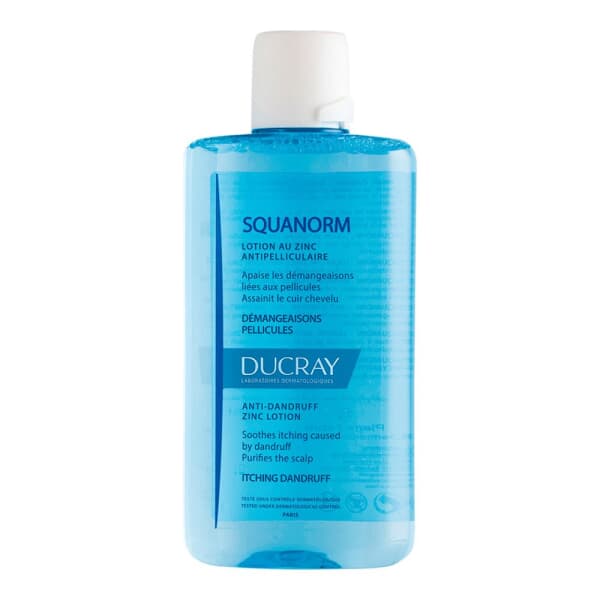 SQUANORM
LOTION AU ZINC
ANTIPELLICULAIRE
Apaise les démangeaisons
liées aux pellicules
Assainit le cuir chevelu
DÉMANGEAISONS
PELLICULES
DUCRAY
LABORATOIRES DERMATOLOGIQUES
ANTI-DANDRUFF
ZINC LOTION
Soothes itching caused
by dandruff
Purifies the scalp
ITCHING DANDRUFF
TESTÉ SOUS CONTRÔLE DERMATOLOGIQUE
TESTED UNDER DERMATOLOGICAL CONTROL
PARIS